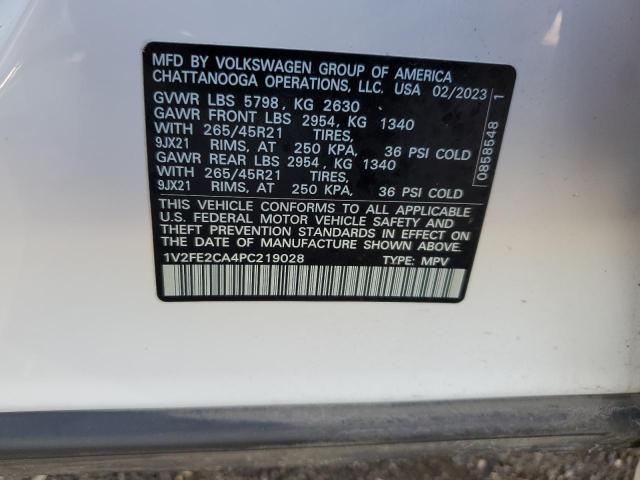 MFD BY VOLKSWAGEN GROUP OF AMERICA
CHATTANOOGA OPERATIONS, LLC. USA 02/2023
GVWR LBS 5798, KG 2630
GAWR FRONT LBS 2954, KG 1340
WITH 265/45R21 TIRES,
9JX21 RIMS, AT 250 KPA, 36 PSI COLD
GAWR REAR LBS 2954, KG 1340
WITH 265/45R21 TIRES,
9JX21 RIMS, AT 250 KPA, 36 PSI COLD
THIS VEHICLE CONFORMS TO ALL APPLICABLE
U.S. FEDERAL MOTOR VEHICLE SAFETY AND
THEFT PREVENTION STANDARDS IN EFFECT ON
THE DATE OF MANUFACTURE SHOWN ABOVE.
1V2FE2CA4PC219028 TYPE: MPV
0858548 1